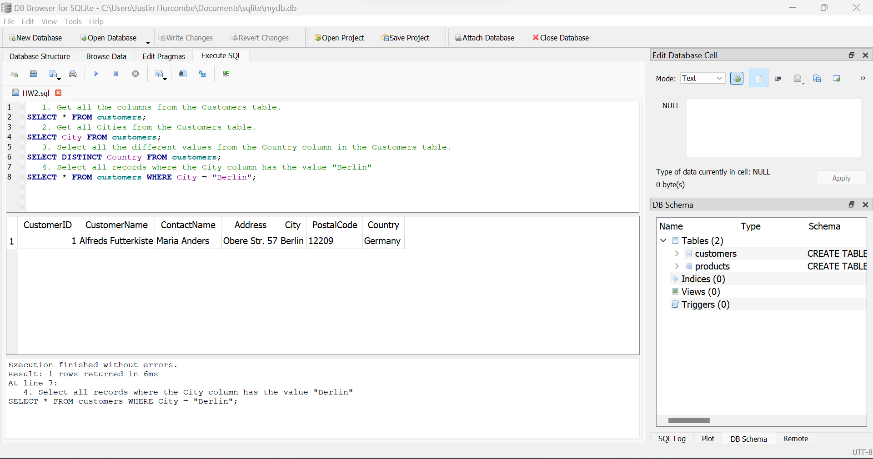 DB Browser for SQLite - C:\Users\Justin Hurcombe\Documents\sqlite\mydb.db
File Edit View Tools Help
New Database Open Database Write Changes Revert Changes Open Project Save Project Attach Database Close Database
Database Structure Browse Data Edit Pragmas Execute SQL
HW2.sql
1 1. Get all the columns from the Customers table.
2 SELECT * FROM customers;
3 2. Get all Cities from the Customers table.
4 SELECT City FROM customers;
5 3. Select all the different values from the Country column in the Customers table.
6 SELECT DISTINCT Country FROM customers;
7 4. Select all records where the City column has the value "Berlin"
8 SELECT * FROM customers WHERE City = "Berlin";
CustomerID CustomerName ContactName Address City PostalCode Country
1 1 Alfreds Futterkiste Maria Anders Obere Str. 57 Berlin 12209 Germany
Execution finished without errors.
Result: 1 rows returned in 6ms
At line 7:
4. Select all records where the City column has the value "Berlin"
SELECT * FROM customers WHERE City = "Berlin";
Edit Database Cell
Mode: Text
NULL
Type of data currently in cell: NULL
0 byte(s)
Apply
DB Schema
Name Type Schema
Tables (2)
customers CREATE TABLE
products CREATE TABLE
Indices (0)
Views (0)
Triggers (0)
SQL Log Plot DB Schema Remote
UTF-8